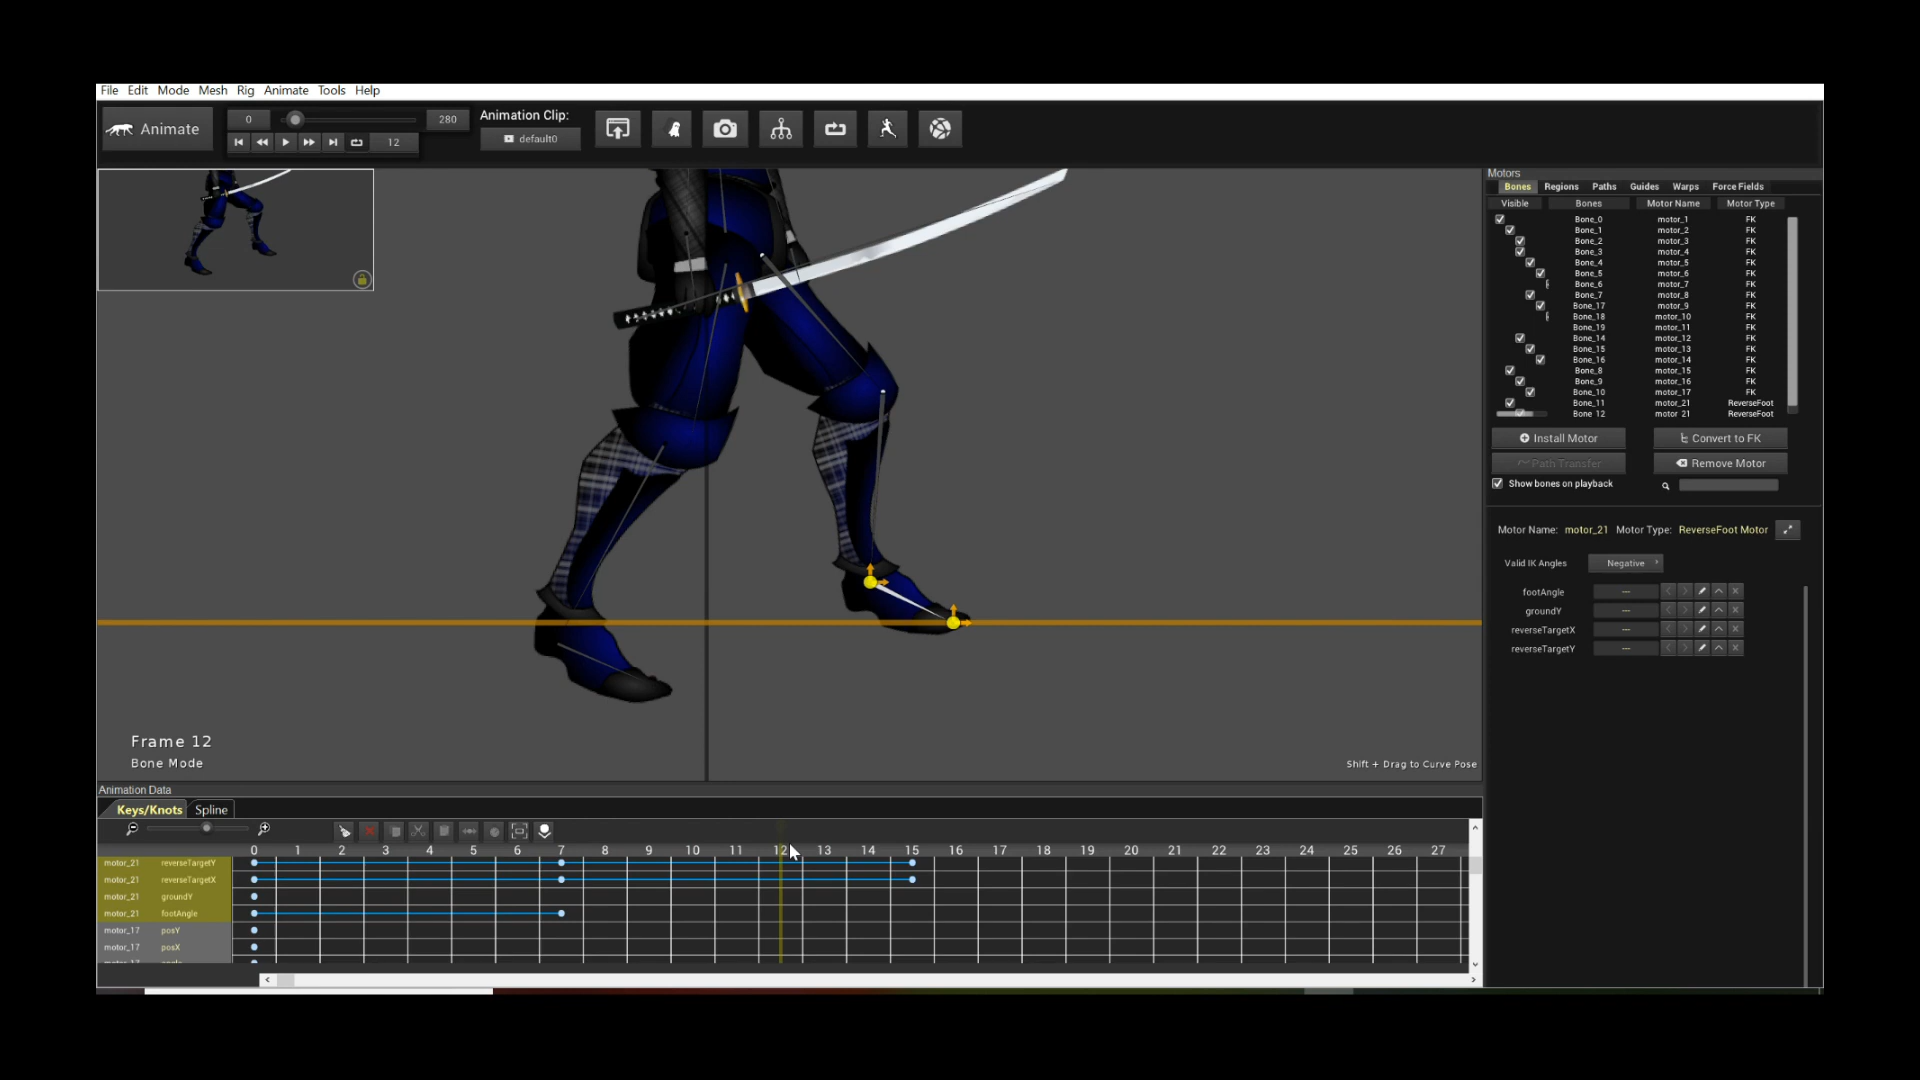 File Edit Mode Mesh Rig Animate Tools Help
Animate
0 280
12
Animation Clip:
default0
Motors
Bones Regions Paths Guides Warps Force Fields
Visible Bones Motor Name Motor Type
Bone_0 motor_1 FK
Bone_1 motor_2 FK
Bone_2 motor_3 FK
Bone_3 motor_4 FK
Bone_4 motor_5 FK
Bone_5 motor_6 FK
Bone_6 motor_7 FK
Bone_7 motor_8 FK
Bone_17 motor_9 FK
Bone_18 motor_10 FK
Bone_19 motor_11 FK
Bone_14 motor_12 FK
Bone_15 motor_13 FK
Bone_16 motor_14 FK
Bone_8 motor_15 FK
Bone_9 motor_16 FK
Bone_10 motor_17 FK
Bone_11 motor_21 ReverseFoot
Bone_12 motor_21 ReverseFoot
Install Motor Convert to FK
Path Transfer Remove Motor
Show bones on playback
Motor Name: motor_21 Motor Type: ReverseFoot Motor
Valid IK Angles Negative
footAngle ---
groundY ---
reverseTargetX ---
reverseTargetY ---
Frame 12
Bone Mode
Shift + Drag to Curve Pose
Animation Data
Keys/Knots Spline
0 1 2 3 4 5 6 7 8 9 10 11 12 13 14 15 16 17 18 19 20 21 22 23 24 25 26 27
motor_21 reverseTargetY
motor_21 reverseTargetX
motor_21 groundY
motor_21 footAngle
motor_17 posY
motor_17 posX